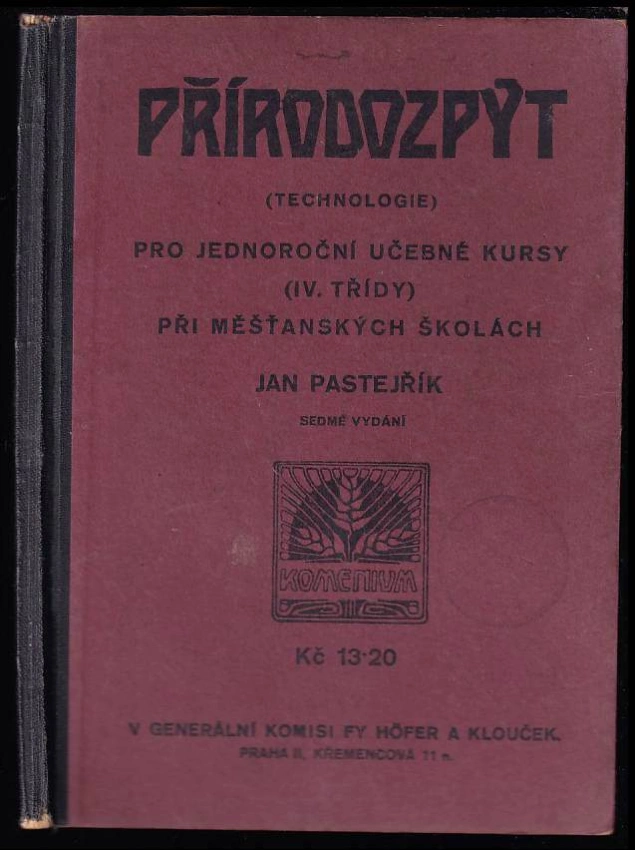 PŘÍRODOZPYT
(TECHNOLOGIE)
PRO JEDNOROČNÍ UČEBNÉ KURSY
(IV. TŘÍDY)
PŘI MĚŠŤANSKÝCH ŠKOLÁCH
JAN PASTEJŘÍK
SEDMÉ VYDÁNÍ
KOMENIUM
Kč 13·20
V GENERÁLNÍ KOMISI FY HÖFER A KLOUČEK.
PRAHA II, KŘEMENCOVÁ 11 n.